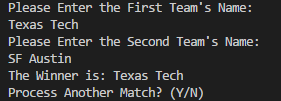 Please Enter the First Team's Name:
Texas Tech
Please Enter the Second Team's Name:
SF Austin
The Winner is: Texas Tech
Process Another Match? (Y/N)